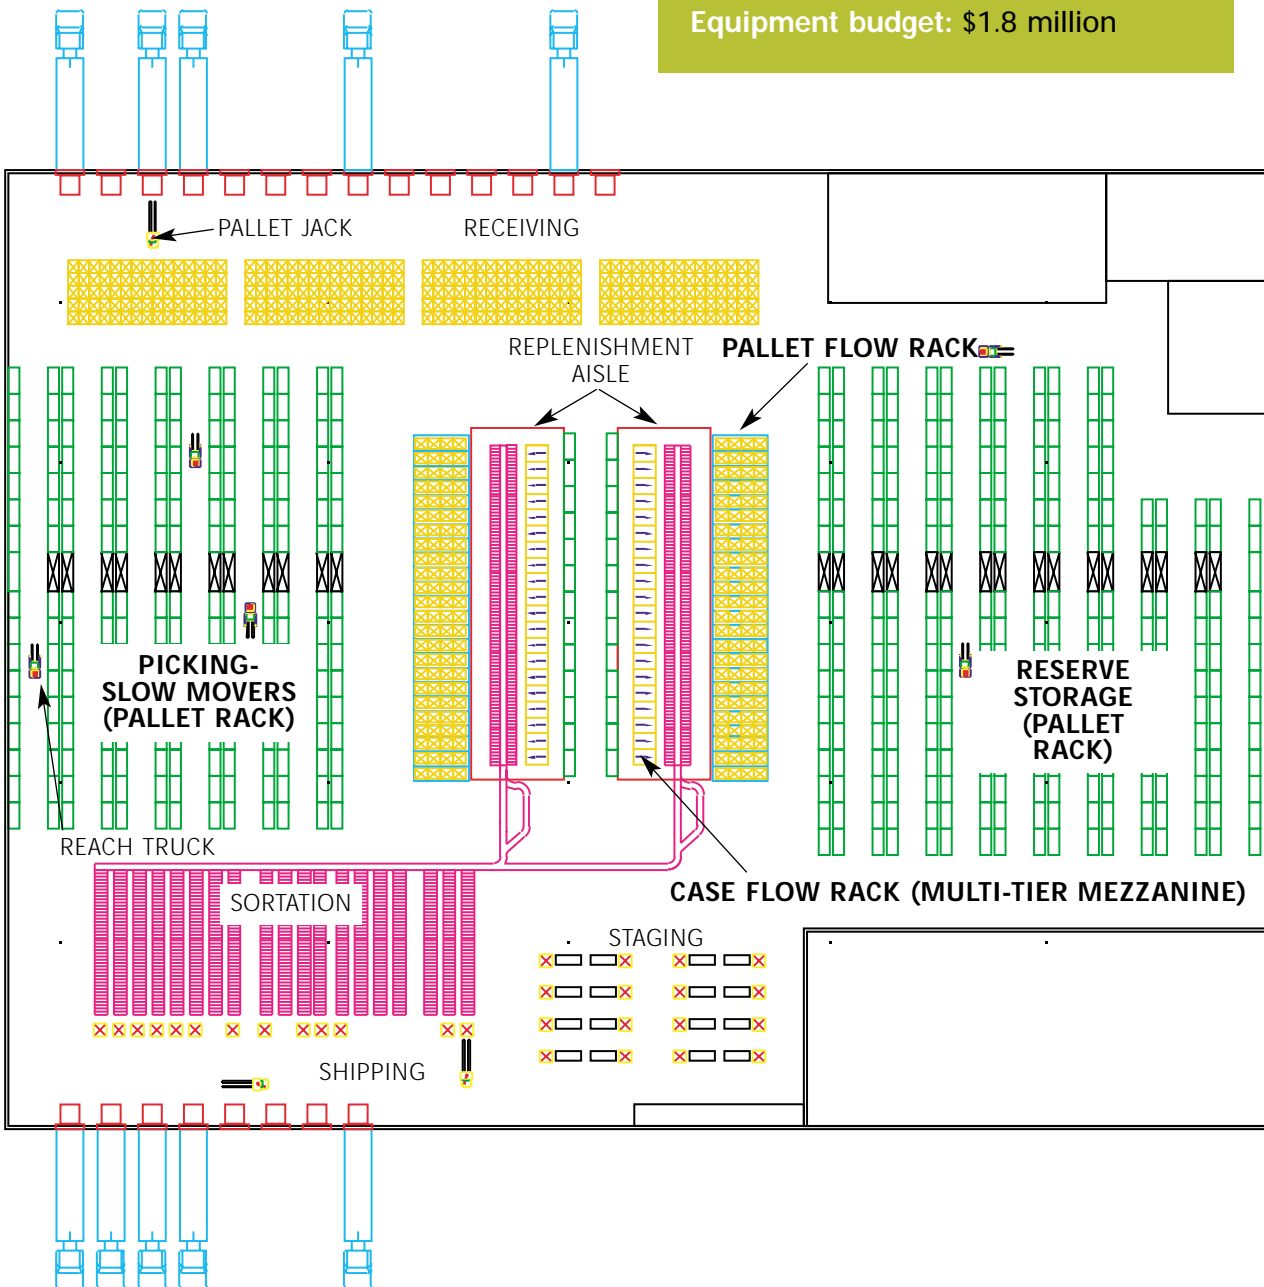 Equipment budget: $1.8 million
PALLET JACK
RECEIVING
REPLENISHMENT
AISLE
PALLET FLOW RACK
PICKING-
SLOW MOVERS
(PALLET RACK)
RESERVE
STORAGE
(PALLET
RACK)
REACH TRUCK
SORTATION
CASE FLOW RACK (MULTI-TIER MEZZANINE)
STAGING
SHIPPING